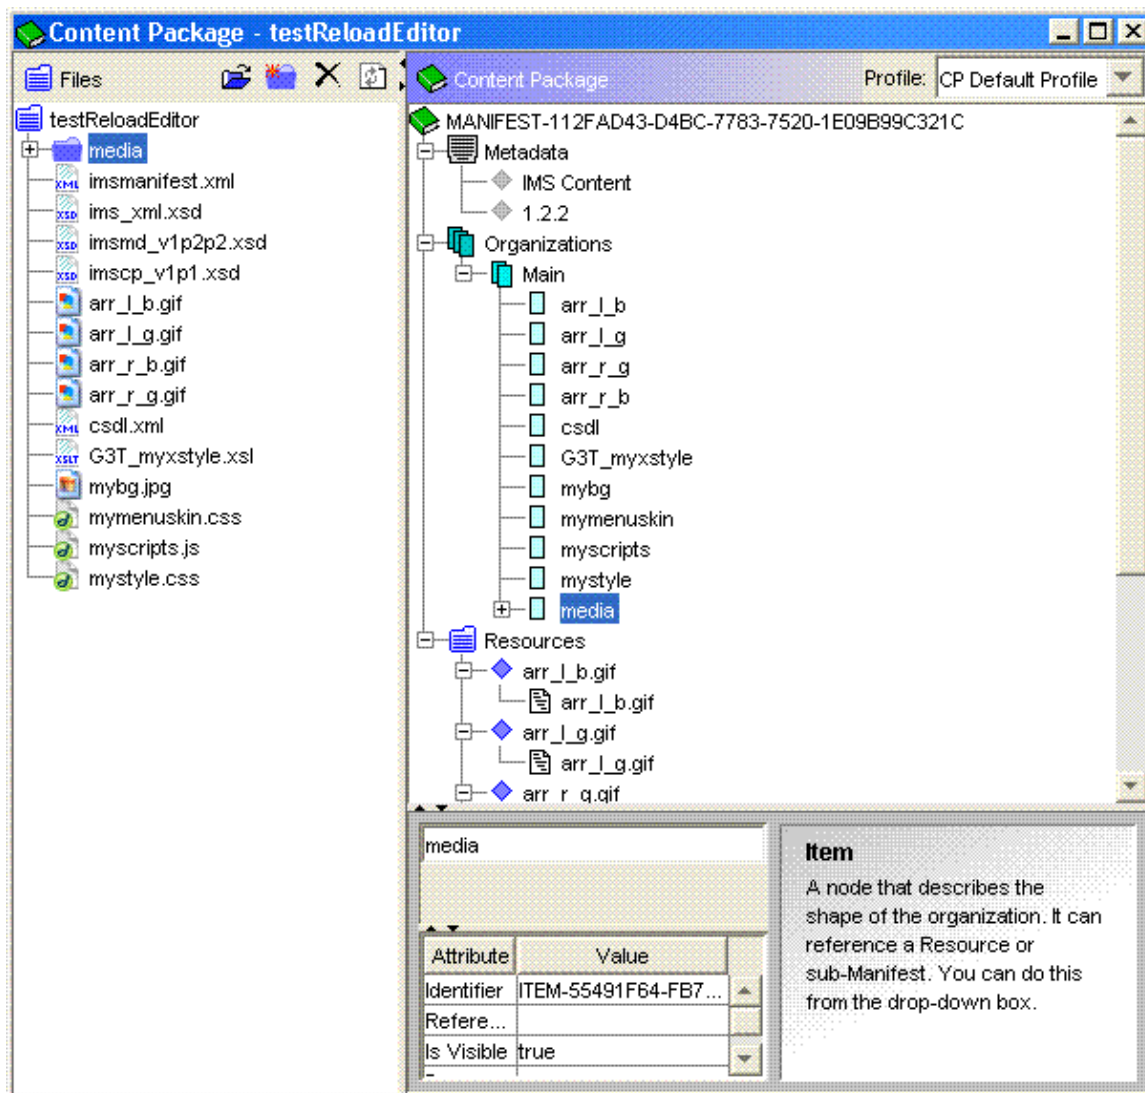 Content Package - testReloadEditor
Files
testReloadEditor
media
imsmanifest.xml
ims_xml.xsd
imsmd_v1p2p2.xsd
imscp_v1p1.xsd
arr_l_b.gif
arr_l_g.gif
arr_r_b.gif
arr_r_g.gif
csdl.xml
G3T_myxstyle.xsl
mybg.jpg
mymenuskin.css
myscripts.js
mystyle.css
Content Package
Profile: CP Default Profile
MANIFEST-112FAD43-D4BC-7783-7520-1E09B99C321C
Metadata
IMS Content
1.2.2
Organizations
Main
arr_l_b
arr_l_g
arr_r_g
arr_r_b
csdl
G3T_myxstyle
mybg
mymenuskin
myscripts
mystyle
media
Resources
arr_l_b.gif
arr_l_b.gif
arr_l_g.gif
arr_l_g.gif
arr_r_g.gif
media
Attribute Value
Identifier ITEM-55491F64-FB7...
Refere...
Is Visible true
Item
A node that describes the
shape of the organization. It can
reference a Resource or
sub-Manifest. You can do this
from the drop-down box.